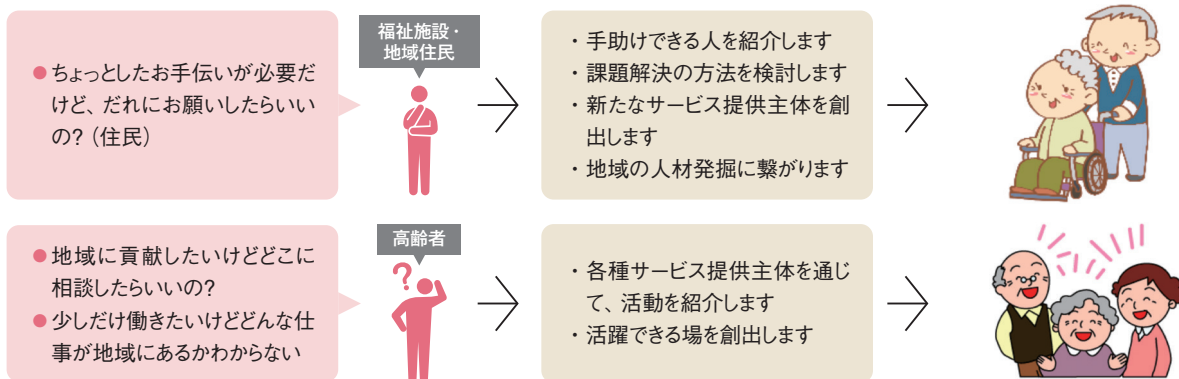 福祉施設・
地域住民
●ちょっとしたお手伝いが必要だ
けど、だれにお願いしたらいい
の?(住民)
・手助けできる人を紹介します
・課題解決の方法を検討します
・新たなサービス提供主体を創
出します
・地域の人材発掘に繋がります
高齢者
●地域に貢献したいけどどこに
相談したらいいの?
●少しだけ働きたいけどどんな仕
事が地域にあるかわからない
?
・各種サービス提供主体を通じ
て、活動を紹介します
・活躍できる場を創出します